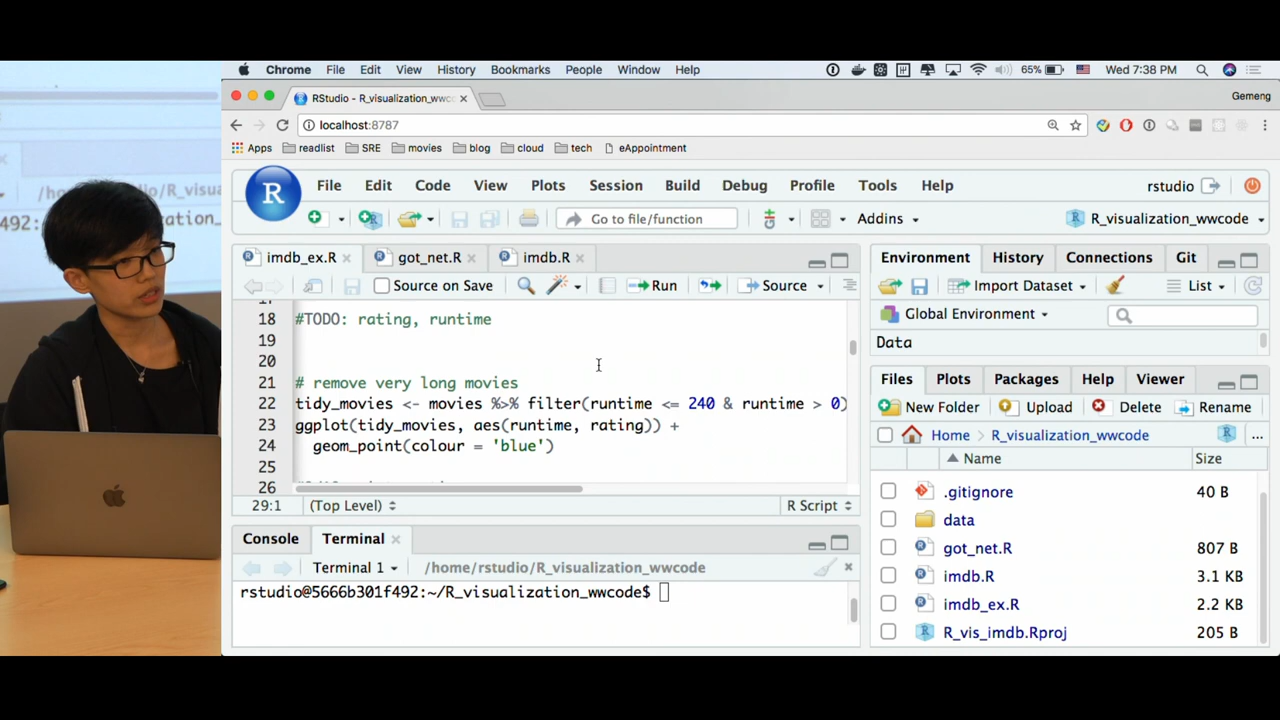 Chrome File Edit View History Bookmarks People Window Help 65% Wed 7:38 PM
RStudio - R_visualization_wwcc
Gemeng
localhost:8787
Apps readlist SRE movies blog cloud tech eAppointment
R File Edit Code View Plots Session Build Debug Profile Tools Help rstudio
Go to file/function Addins R_visualization_wwcode
imdb_ex.R got_net.R imdb.R
Source on Save Run Source
18 #TODO: rating, runtime
19
20
21 # remove very long movies
22 tidy_movies <- movies %>% filter(runtime <= 240 & runtime > 0)
23 ggplot(tidy_movies, aes(runtime, rating)) +
24 geom_point(colour = 'blue')
25
26
29:1 (Top Level) R Script
Console Terminal
Terminal 1 /home/rstudio/R_visualization_wwcode
rstudio@5666b301f492:~/R_visualization_wwcode$
Environment History Connections Git
Import Dataset List
Global Environment
Data
Files Plots Packages Help Viewer
New Folder Upload Delete Rename
Home R_visualization_wwcode ...
Name Size
.gitignore 40 B
data
got_net.R 807 B
imdb.R 3.1 KB
imdb_ex.R 2.2 KB
R_vis_imdb.Rproj 205 B